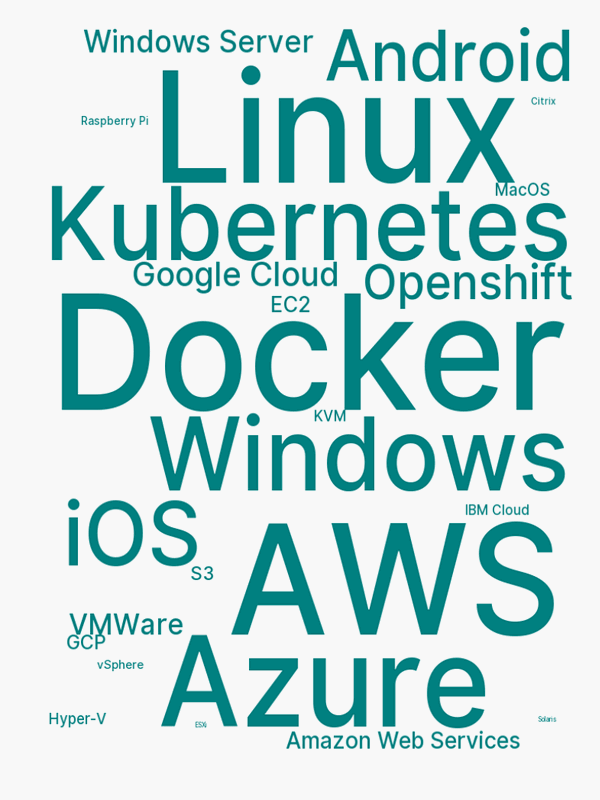 Windows Server
Android
Linux
Citrix
Raspberry Pi
MacOS
Kubernetes
Google Cloud
Openshift
EC2
Docker
KVM
Windows
iOS
IBM Cloud
S3
AWS
VMWare
GCP
vSphere
Azure
Hyper-V
ESXi
Solaris
Amazon Web Services